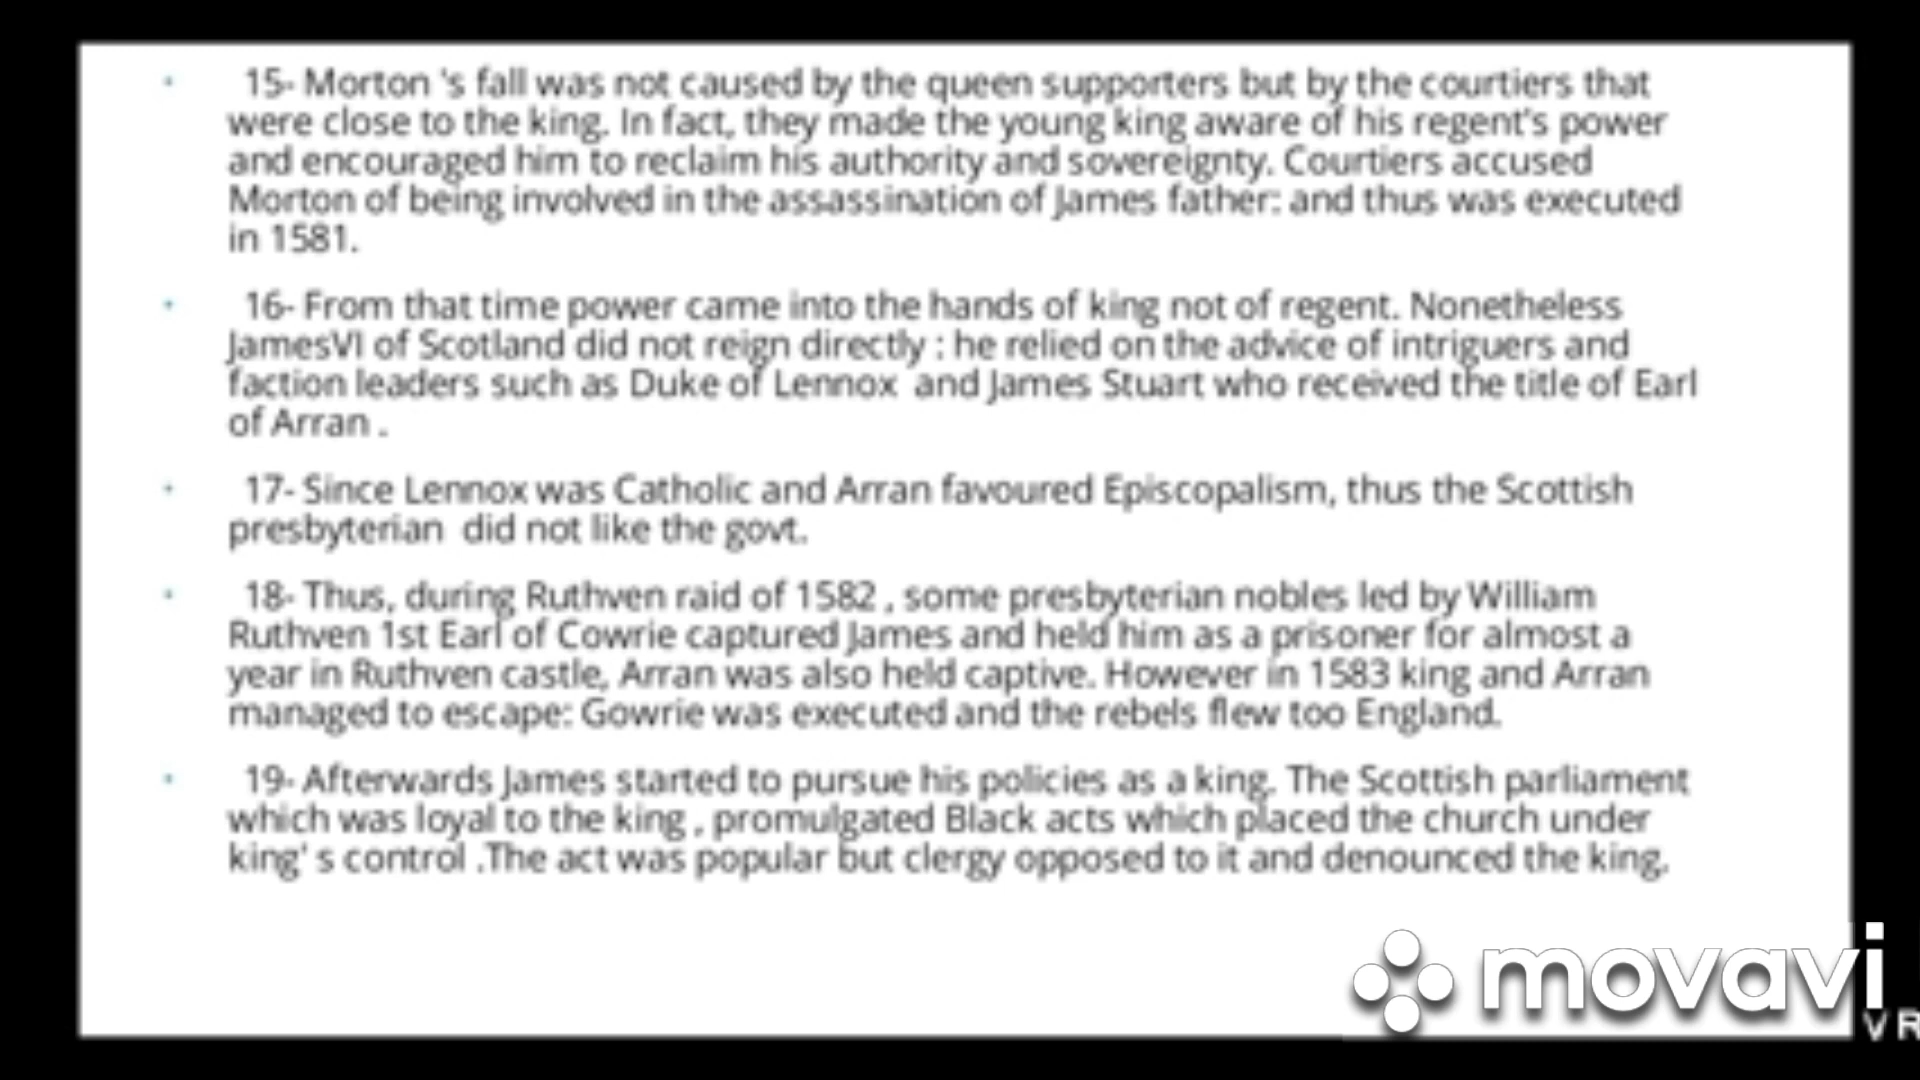 15- Morton 's fall was not caused by the queen supporters but by the courtiers that
were close to the king. In fact, they made the young king aware of his regent's power
and encouraged him to reclaim his authority and sovereignty. Courtiers accused
Morton of being involved in the assassination of James father: and thus was executed
in 1581.
16- From that time power came into the hands of king not of regent. Nonetheless
JamesVI of Scotland did not reign directly : he relied on the advice of intriguers and
faction leaders such as Duke of Lennox and James Stuart who received the title of Earl
of Arran .
17- Since Lennox was Catholic and Arran favoured Episcopalism, thus the Scottish
presbyterian did not like the govt.
18- Thus, during Ruthven raid of 1582 , some presbyterian nobles led by William
Ruthven 1st Earl of Cowrie captured James and held him as a prisoner for almost a
year in Ruthven castle, Arran was also held captive. However in 1583 king and Arran
managed to escape: Gowrie was executed and the rebels flew too England.
19- Afterwards James started to pursue his policies as a king. The Scottish parliament
which was loyal to the king , promulgated Black acts which placed the church under
king' s control .The act was popular but clergy opposed to it and denounced the king.
movavi
VR